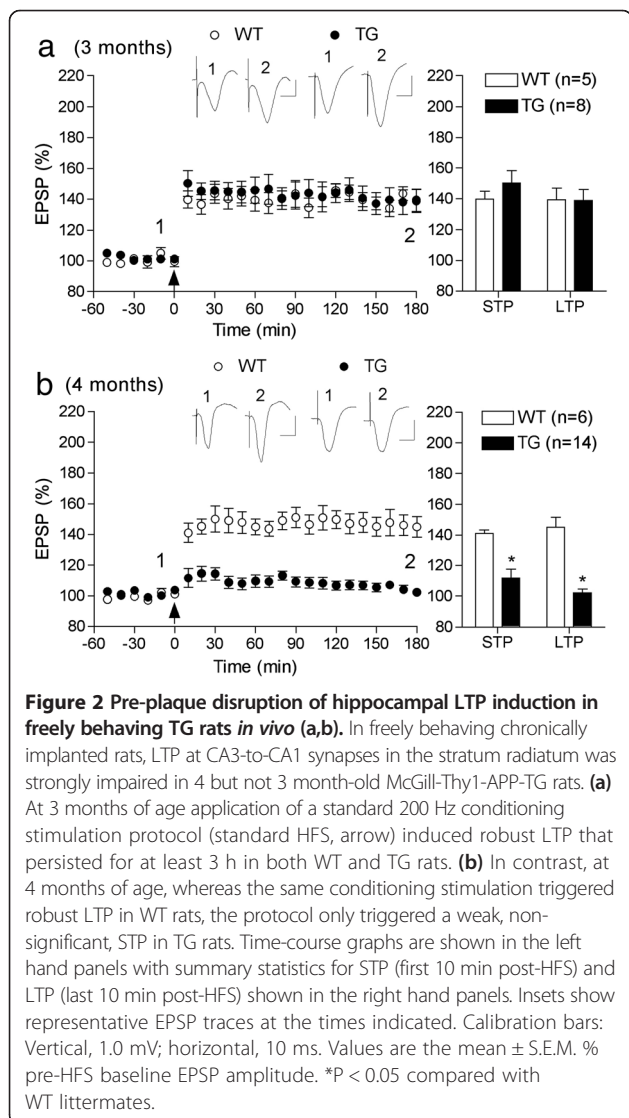 a (3 months)
○ WT ● TG
1 2 1 2
EPSP (%)
220
200
180
160
140
120
100
80
1
2
-60 -30 0 30 60 90 120 150 180
Time (min)
220
200
180
160
140
120
100
80
WT (n=5)
TG (n=8)
STP LTP
b (4 months)
○ WT ● TG
1 2 1 2
EPSP (%)
220
200
180
160
140
120
100
80
1
2
-60 -30 0 30 60 90 120 150 180
Time (min)
220
200
180
160
140
120
100
80
WT (n=6)
TG (n=14)
* *
STP LTP
Figure 2 Pre-plaque disruption of hippocampal LTP induction in
freely behaving TG rats in vivo (a,b). In freely behaving chronically
implanted rats, LTP at CA3-to-CA1 synapses in the stratum radiatum was
strongly impaired in 4 but not 3 month-old McGill-Thy1-APP-TG rats. (a)
At 3 months of age application of a standard 200 Hz conditioning
stimulation protocol (standard HFS, arrow) induced robust LTP that
persisted for at least 3 h in both WT and TG rats. (b) In contrast, at
4 months of age, whereas the same conditioning stimulation triggered
robust LTP in WT rats, the protocol only triggered a weak, non-
significant, STP in TG rats. Time-course graphs are shown in the left
hand panels with summary statistics for STP (first 10 min post-HFS) and
LTP (last 10 min post-HFS) shown in the right hand panels. Insets show
representative EPSP traces at the times indicated. Calibration bars:
Vertical, 1.0 mV; horizontal, 10 ms. Values are the mean ± S.E.M. %
pre-HFS baseline EPSP amplitude. *P < 0.05 compared with
WT littermates.